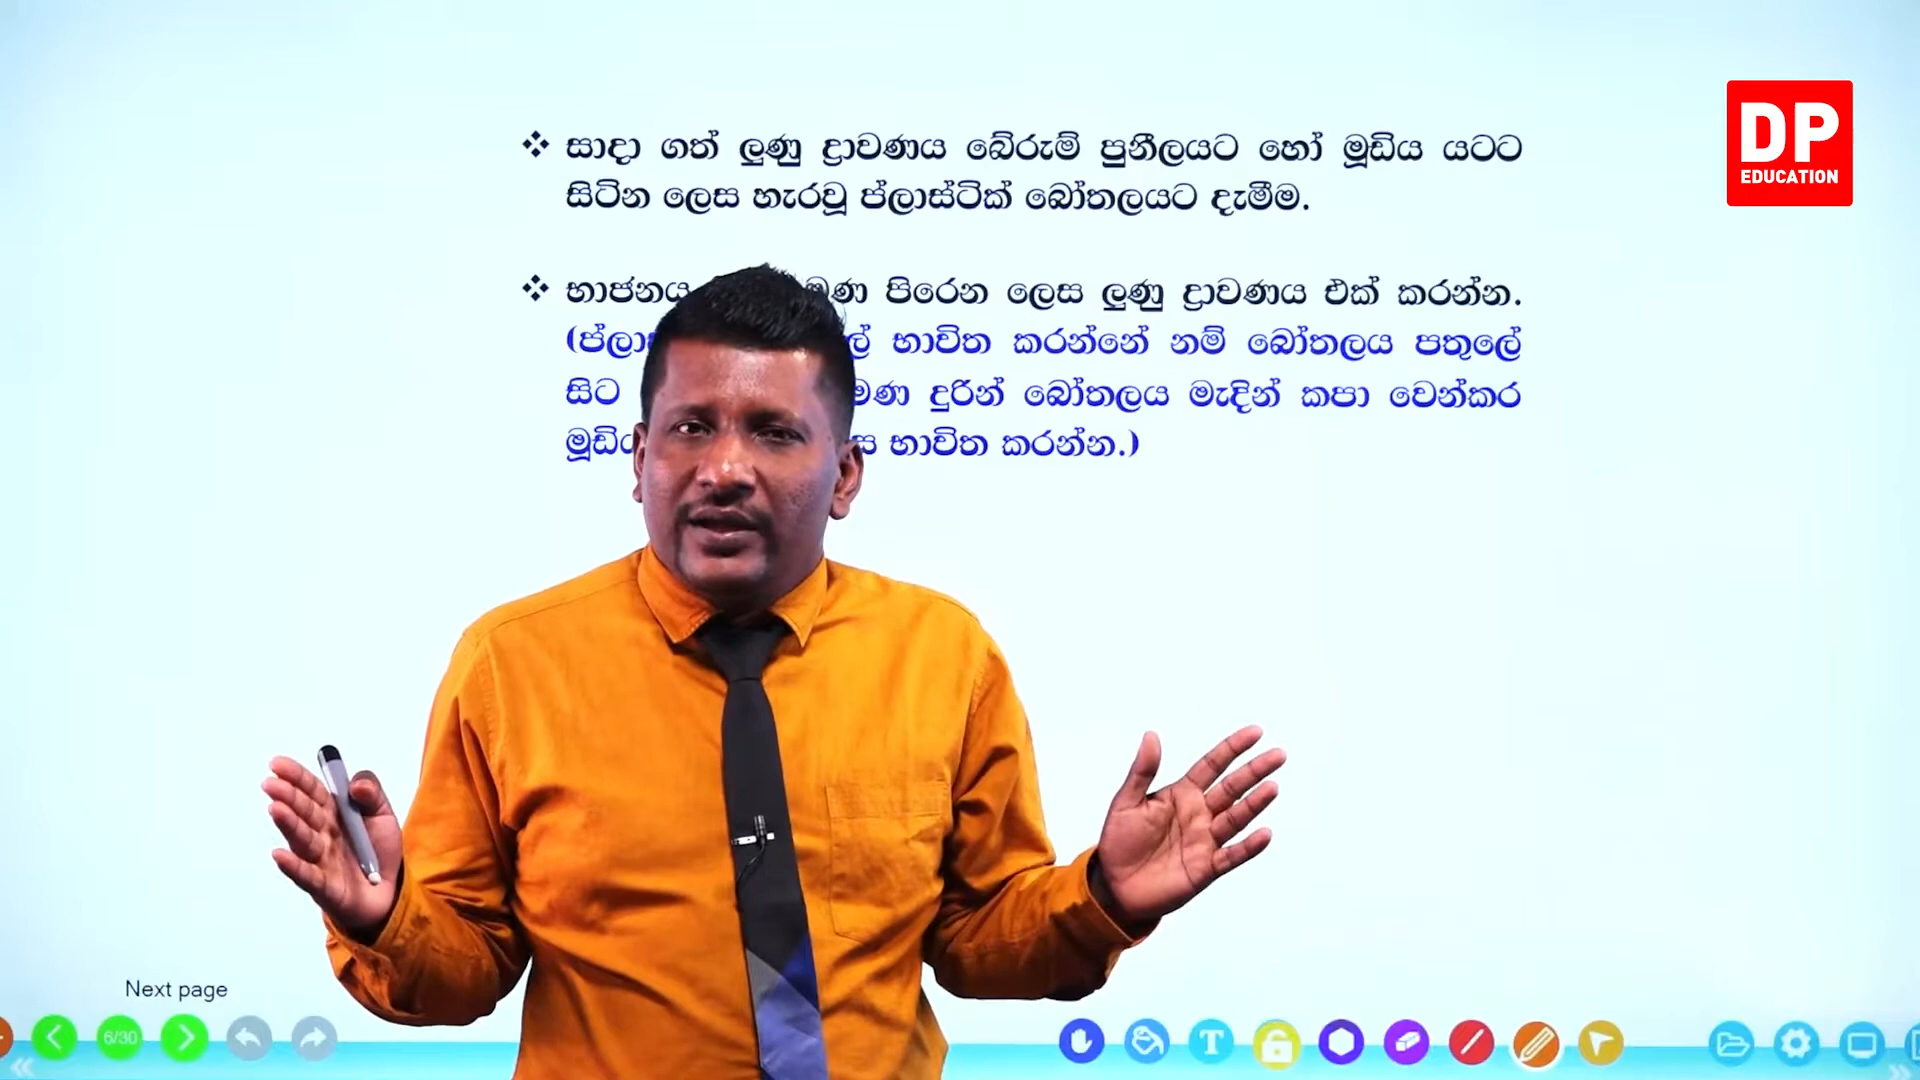 DP
EDUCATION
❖ සාදා ගත් ලුණු ද්‍රාවණය බේරුම් පුනීලයට හෝ මූඩිය යටට
සිටින ලෙස හැරවූ ප්ලාස්ටික් බෝතලයට දැමීම.
❖ භාජනය පිරෙන ලෙස ලුණු ද්‍රාවණය එක් කරන්න.
භාවිත කරන්නේ නම් බෝතලය පතුලේ
සිට දුරින් බෝතලය මැදින් කපා වෙන්කර
භාවිත කරන්න.)
Next page
6/30
T